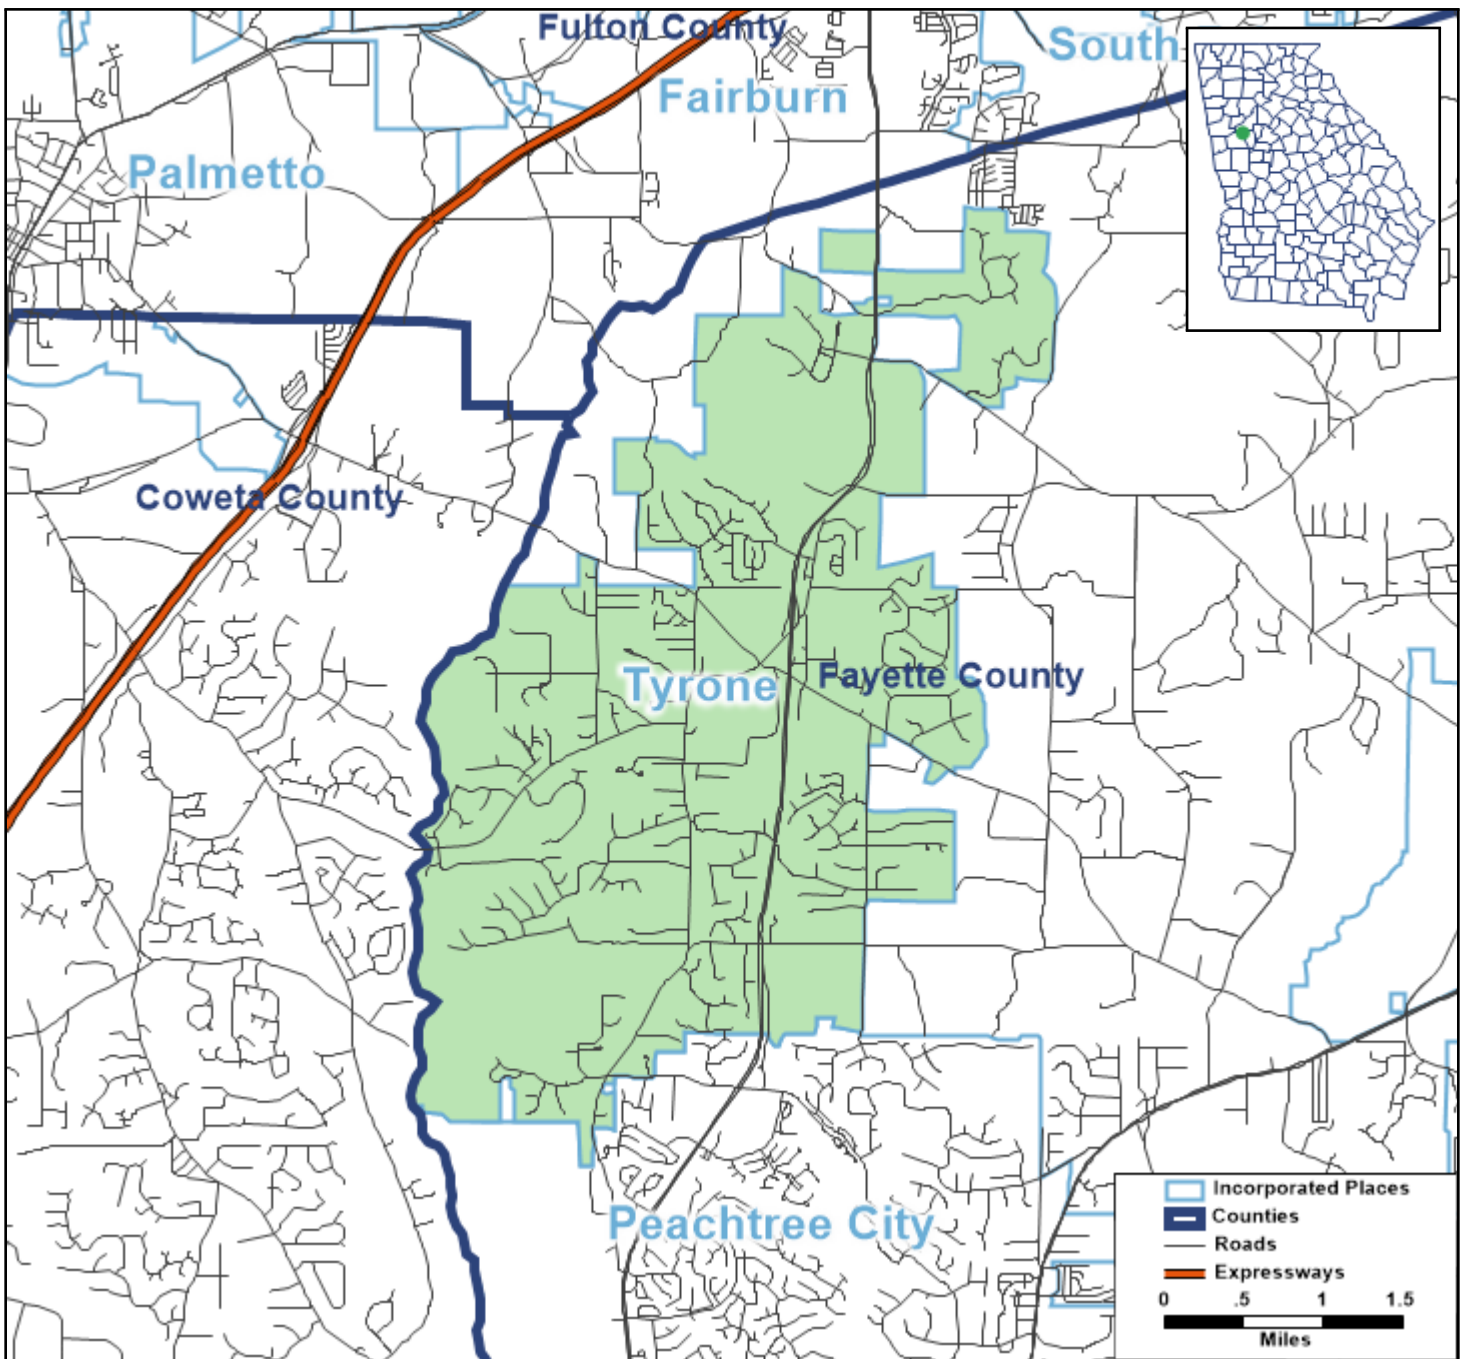 Fulton County
South
Fairburn
Palmetto
Coweta County
Tyrone
Fayette County
Peachtree City
Incorporated Places
Counties
Roads
Expressways
0 .5 1 1.5
Miles